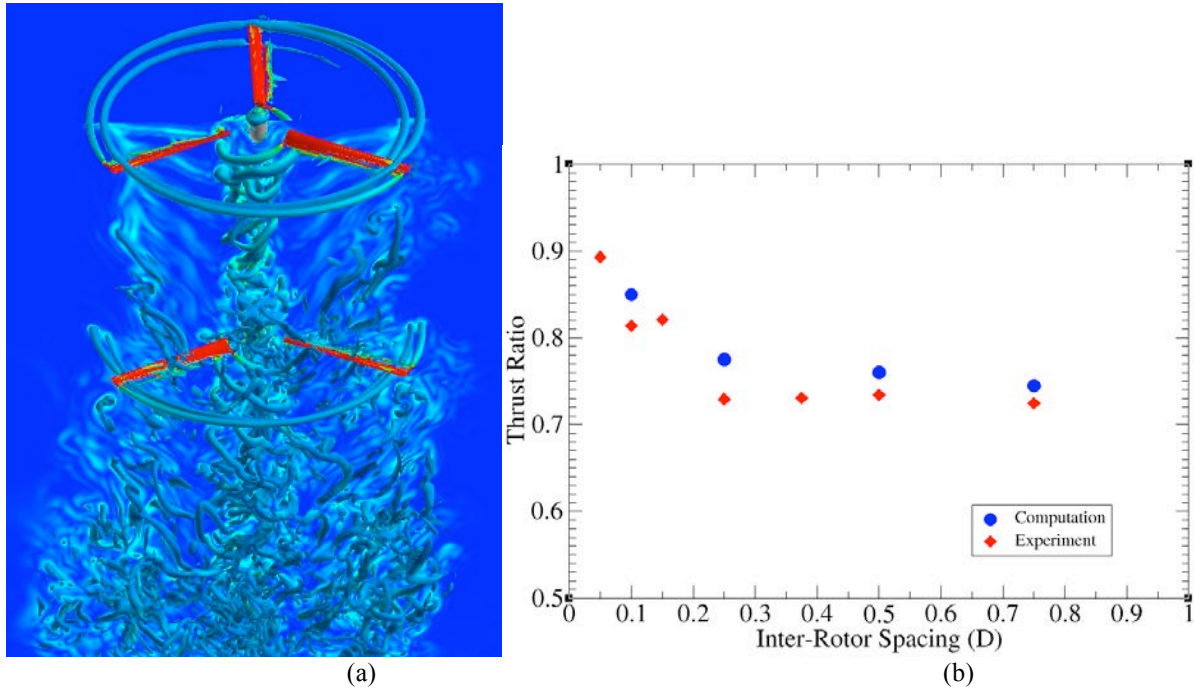 1
0.9
0.8
0.7
0.6
0.5
Thrust Ratio
Computation
Experiment
0 0.1 0.2 0.3 0.4 0.5 0.6 0.7 0.8 0.9 1
Inter-Rotor Spacing (D)
(a) (b)